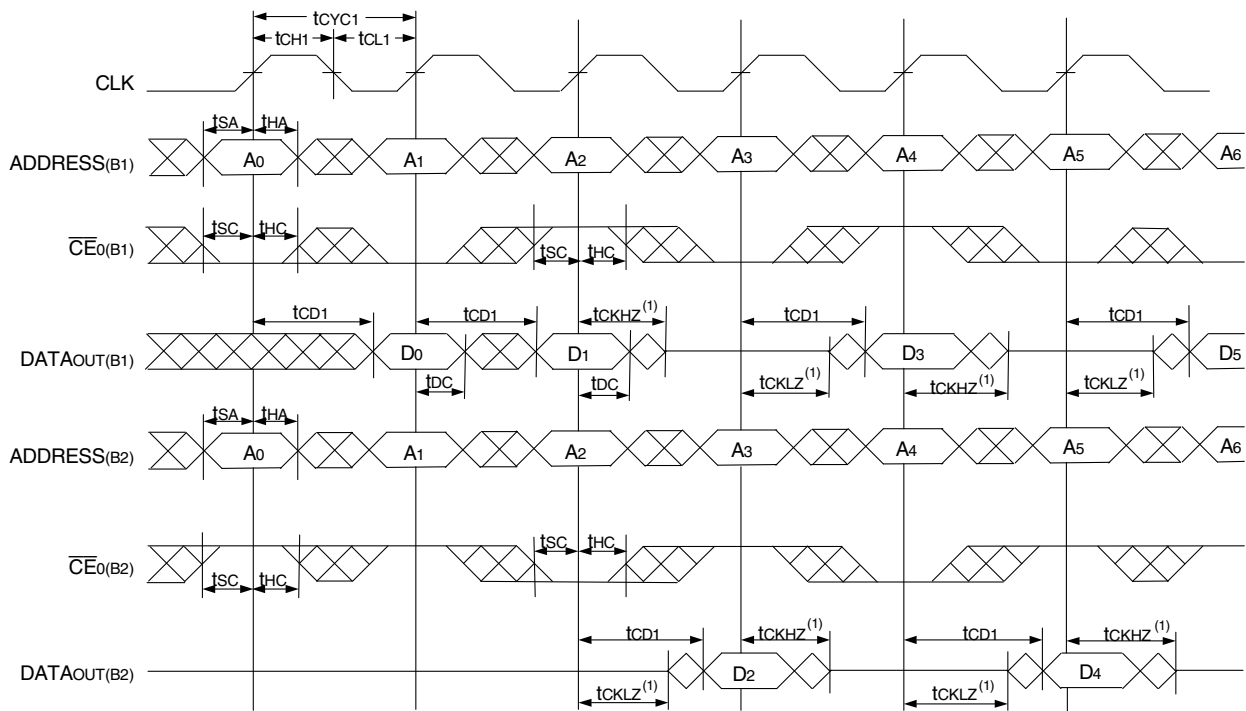 tCYC1
tCH1 tCL1
CLK
tSA tHA
ADDRESS(B1) A0 A1 A2 A3 A4 A5 A6
tSC tHC tSC tHC
CE0(B1)
tCD1 tCD1 tCKHZ(1) tCD1 tCD1
DATAOUT(B1) D0 D1 D3 D5
tDC tDC tCKLZ(1) tCKHZ(1) tCKLZ(1)
tSA tHA
ADDRESS(B2) A0 A1 A2 A3 A4 A5 A6
tSC tHC
CE0(B2)
tSC tHC
tCD1 tCKHZ(1) tCD1 tCKHZ(1)
DATAOUT(B2) D2 D4
tCKLZ(1) tCKLZ(1)